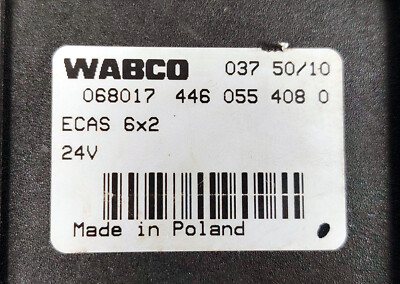 WABCO 037 50/10
068017 446 055 408 0
ECAS 6x2
24V
Made in Poland